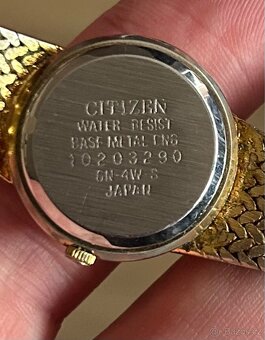 CITIZEN
WATER RESIST
BASE METAL
10203290
GN-4W-S
JAPAN